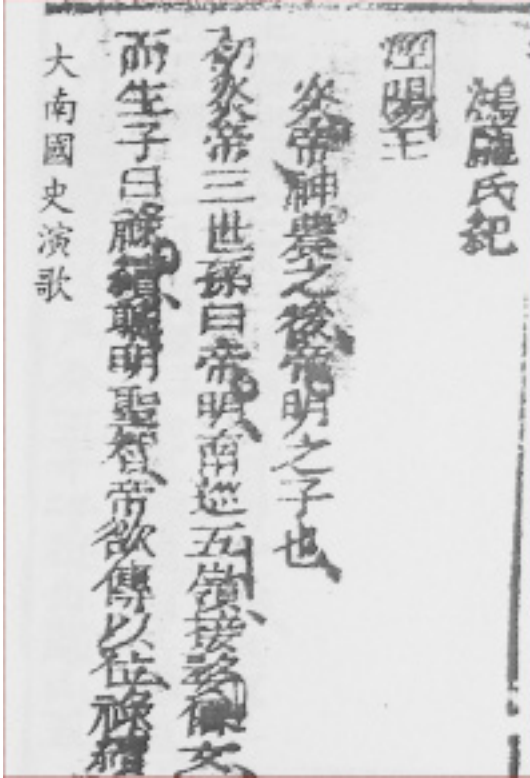 鴻龐氏紀
涇陽王
炎帝神農之後帝明之子也
初炎帝三世孫曰帝明南巡五嶺接婺僊女
而生子曰祿續聰明聖智帝欲傳以位祿續
大南國史演歌